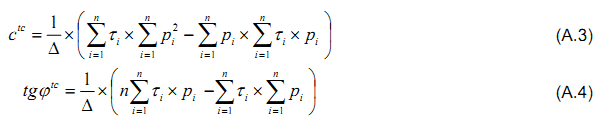 c^{tc} = \frac{1}{\Delta} \times \left( \sum_{i=1}^{n} \tau_i \times \sum_{i=1}^{n} p_i^2 - \sum_{i=1}^{n} p_i \times \sum_{i=1}^{n} \tau_i \times p_i \right) (A.3)
tg\varphi^{tc} = \frac{1}{\Delta} \times \left( n \sum_{i=1}^{n} \tau_i \times p_i - \sum_{i=1}^{n} \tau_i \times \sum_{i=1}^{n} p_i \right) (A.4)